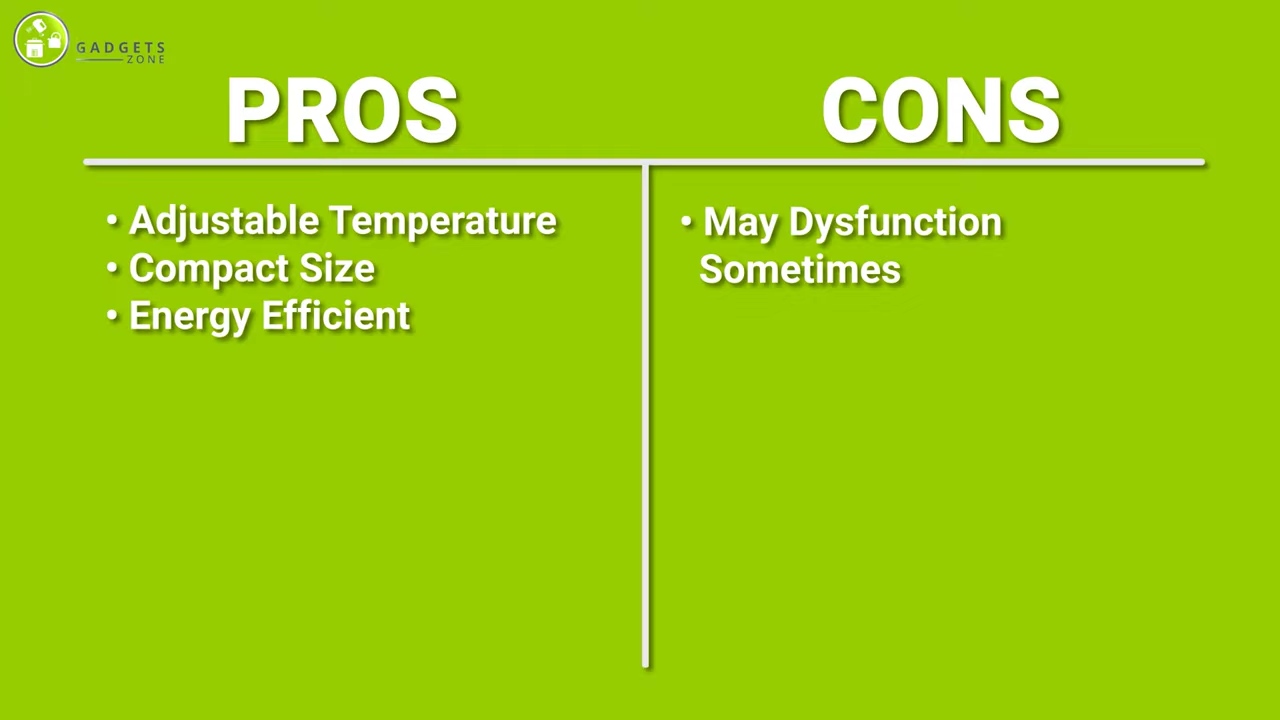 GADGETS
ZONE
PROS
CONS
• Adjustable Temperature
• Compact Size
• Energy Efficient
• May Dysfunction
Sometimes